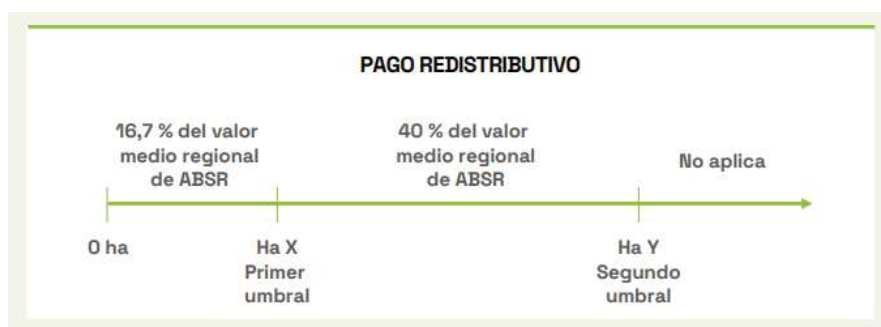 PAGO REDISTRIBUTIVO
16,7 % del valor
medio regional
de ABSR
40 % del valor
medio regional
de ABSR
No aplica
0 ha
Ha X
Primer
umbral
Ha Y
Segundo
umbral